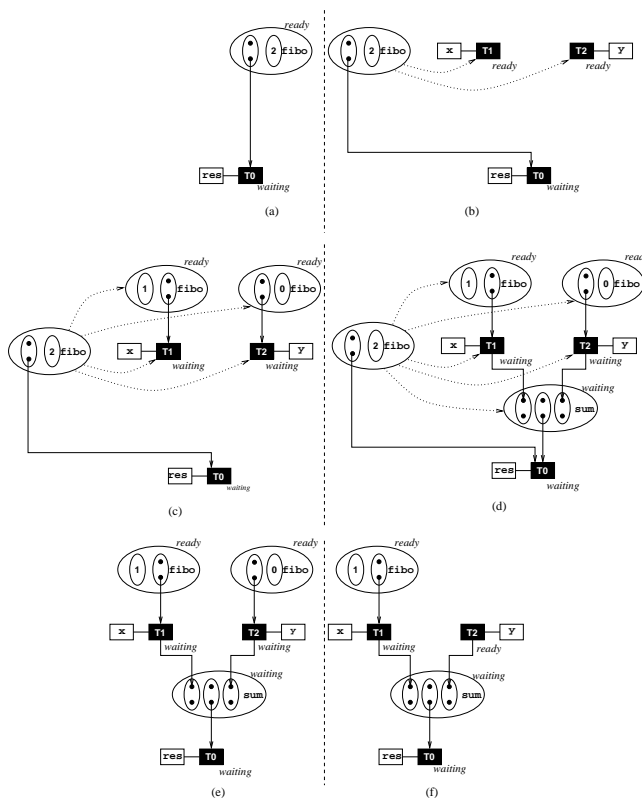 ready
2 fibo
res T0
waiting
(a)
2 fibo
x T1
ready
T2 y
ready
res T0
waiting
(b)
ready
1 fibo
ready
0 fibo
2 fibo
x T1
waiting
T2 y
waiting
res T0
waiting
(c)
ready
1 fibo
ready
0 fibo
2 fibo
x T1
waiting
T2 y
waiting
waiting
sum
res T0
waiting
(d)
ready
1 fibo
ready
0 fibo
x T1
waiting
T2 y
waiting
waiting
sum
res T0
waiting
(e)
ready
1 fibo
x T1
waiting
T2 y
ready
waiting
sum
res T0
waiting
(f)